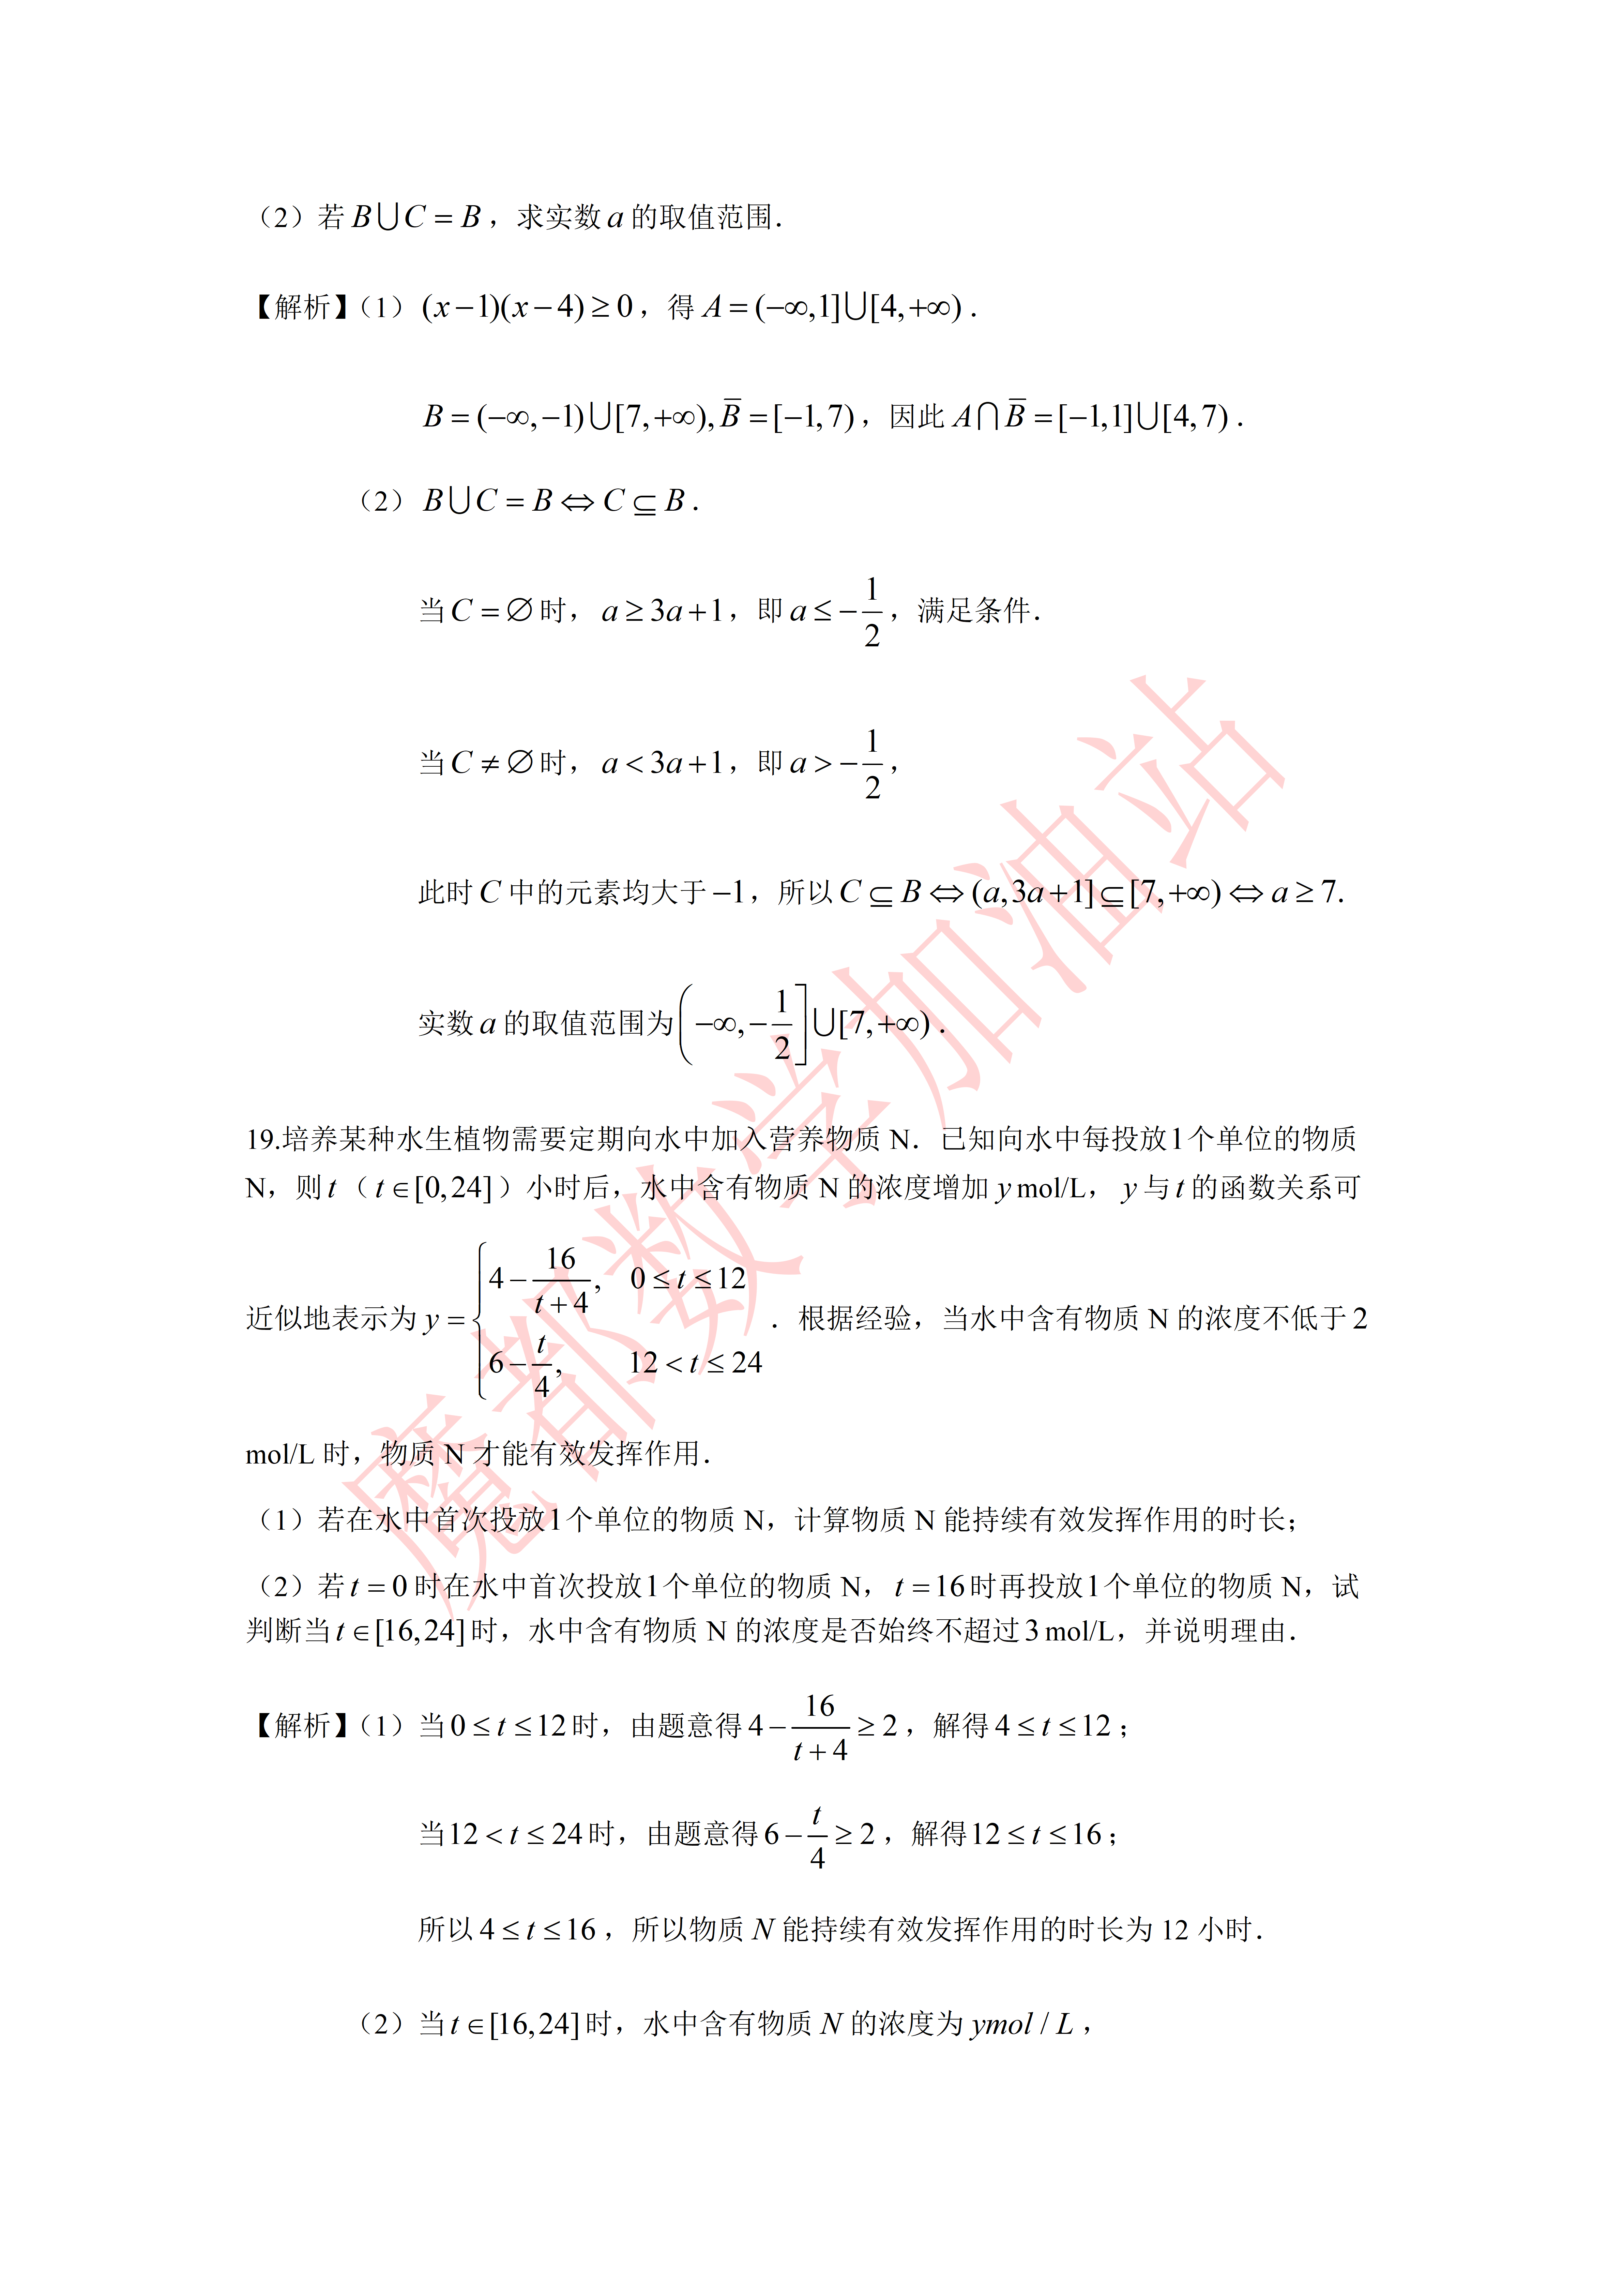 （2）若 B⋃C = B，求实数 a 的取值范围．
【解析】（1）(x－1)(x－4) ≥ 0，得 A = (－∞,1]⋃[4,+∞)．
B = (－∞,－1)⋃[7,+∞), B̅ = [－1,7)，因此 A⋂B̅ = [－1,1]⋃[4,7)．
（2）B⋃C = B ⇔ C ⊆ B．
当 C = ∅ 时，a ≥ 3a+1，即 a ≤ －1/2，满足条件．
当 C ≠ ∅ 时，a < 3a+1，即 a > －1/2，
此时 C 中的元素均大于 －1，所以 C ⊆ B ⇔ (a,3a+1] ⊆ [7,+∞) ⇔ a ≥ 7.
实数 a 的取值范围为 (－∞,－1/2]⋃[7,+∞)．
19.培养某种水生植物需要定期向水中加入营养物质 N．已知向水中每投放 1 个单位的物质
N，则 t（t ∈[0,24]）小时后，水中含有物质 N 的浓度增加 y mol/L，y 与 t 的函数关系可
近似地表示为 y = { 4－16/(t+4), 0 ≤ t ≤ 12; 6－t/4, 12 < t ≤ 24 ．根据经验，当水中含有物质 N 的浓度不低于 2
mol/L 时，物质 N 才能有效发挥作用．
（1）若在水中首次投放 1 个单位的物质 N，计算物质 N 能持续有效发挥作用的时长；
（2）若 t = 0 时在水中首次投放 1 个单位的物质 N，t = 16 时再投放 1 个单位的物质 N，试
判断当 t ∈[16,24] 时，水中含有物质 N 的浓度是否始终不超过 3 mol/L，并说明理由．
【解析】（1）当 0 ≤ t ≤ 12 时，由题意得 4－16/(t+4) ≥ 2，解得 4 ≤ t ≤ 12；
当 12 < t ≤ 24 时，由题意得 6－t/4 ≥ 2，解得 12 ≤ t ≤ 16；
所以 4 ≤ t ≤ 16，所以物质 N 能持续有效发挥作用的时长为 12 小时．
（2）当 t ∈[16,24] 时，水中含有物质 N 的浓度为 ymol / L，
魔都数学加油站